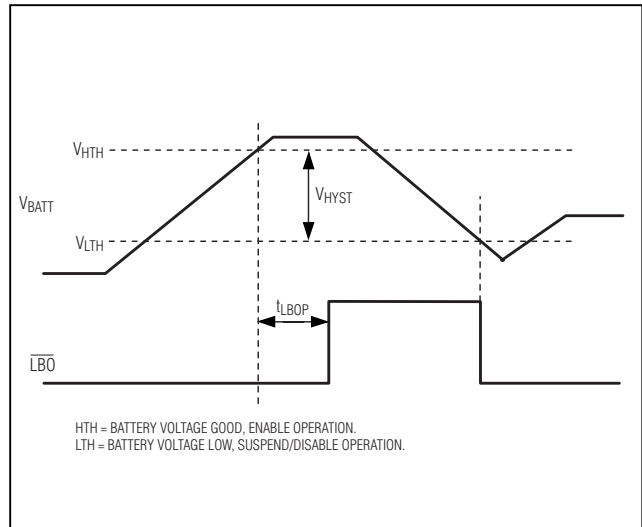 VHTH
VHYST
VBATT
VLTH
tLBOP
LBO
HTH = BATTERY VOLTAGE GOOD, ENABLE OPERATION.
LTH = BATTERY VOLTAGE LOW, SUSPEND/DISABLE OPERATION.